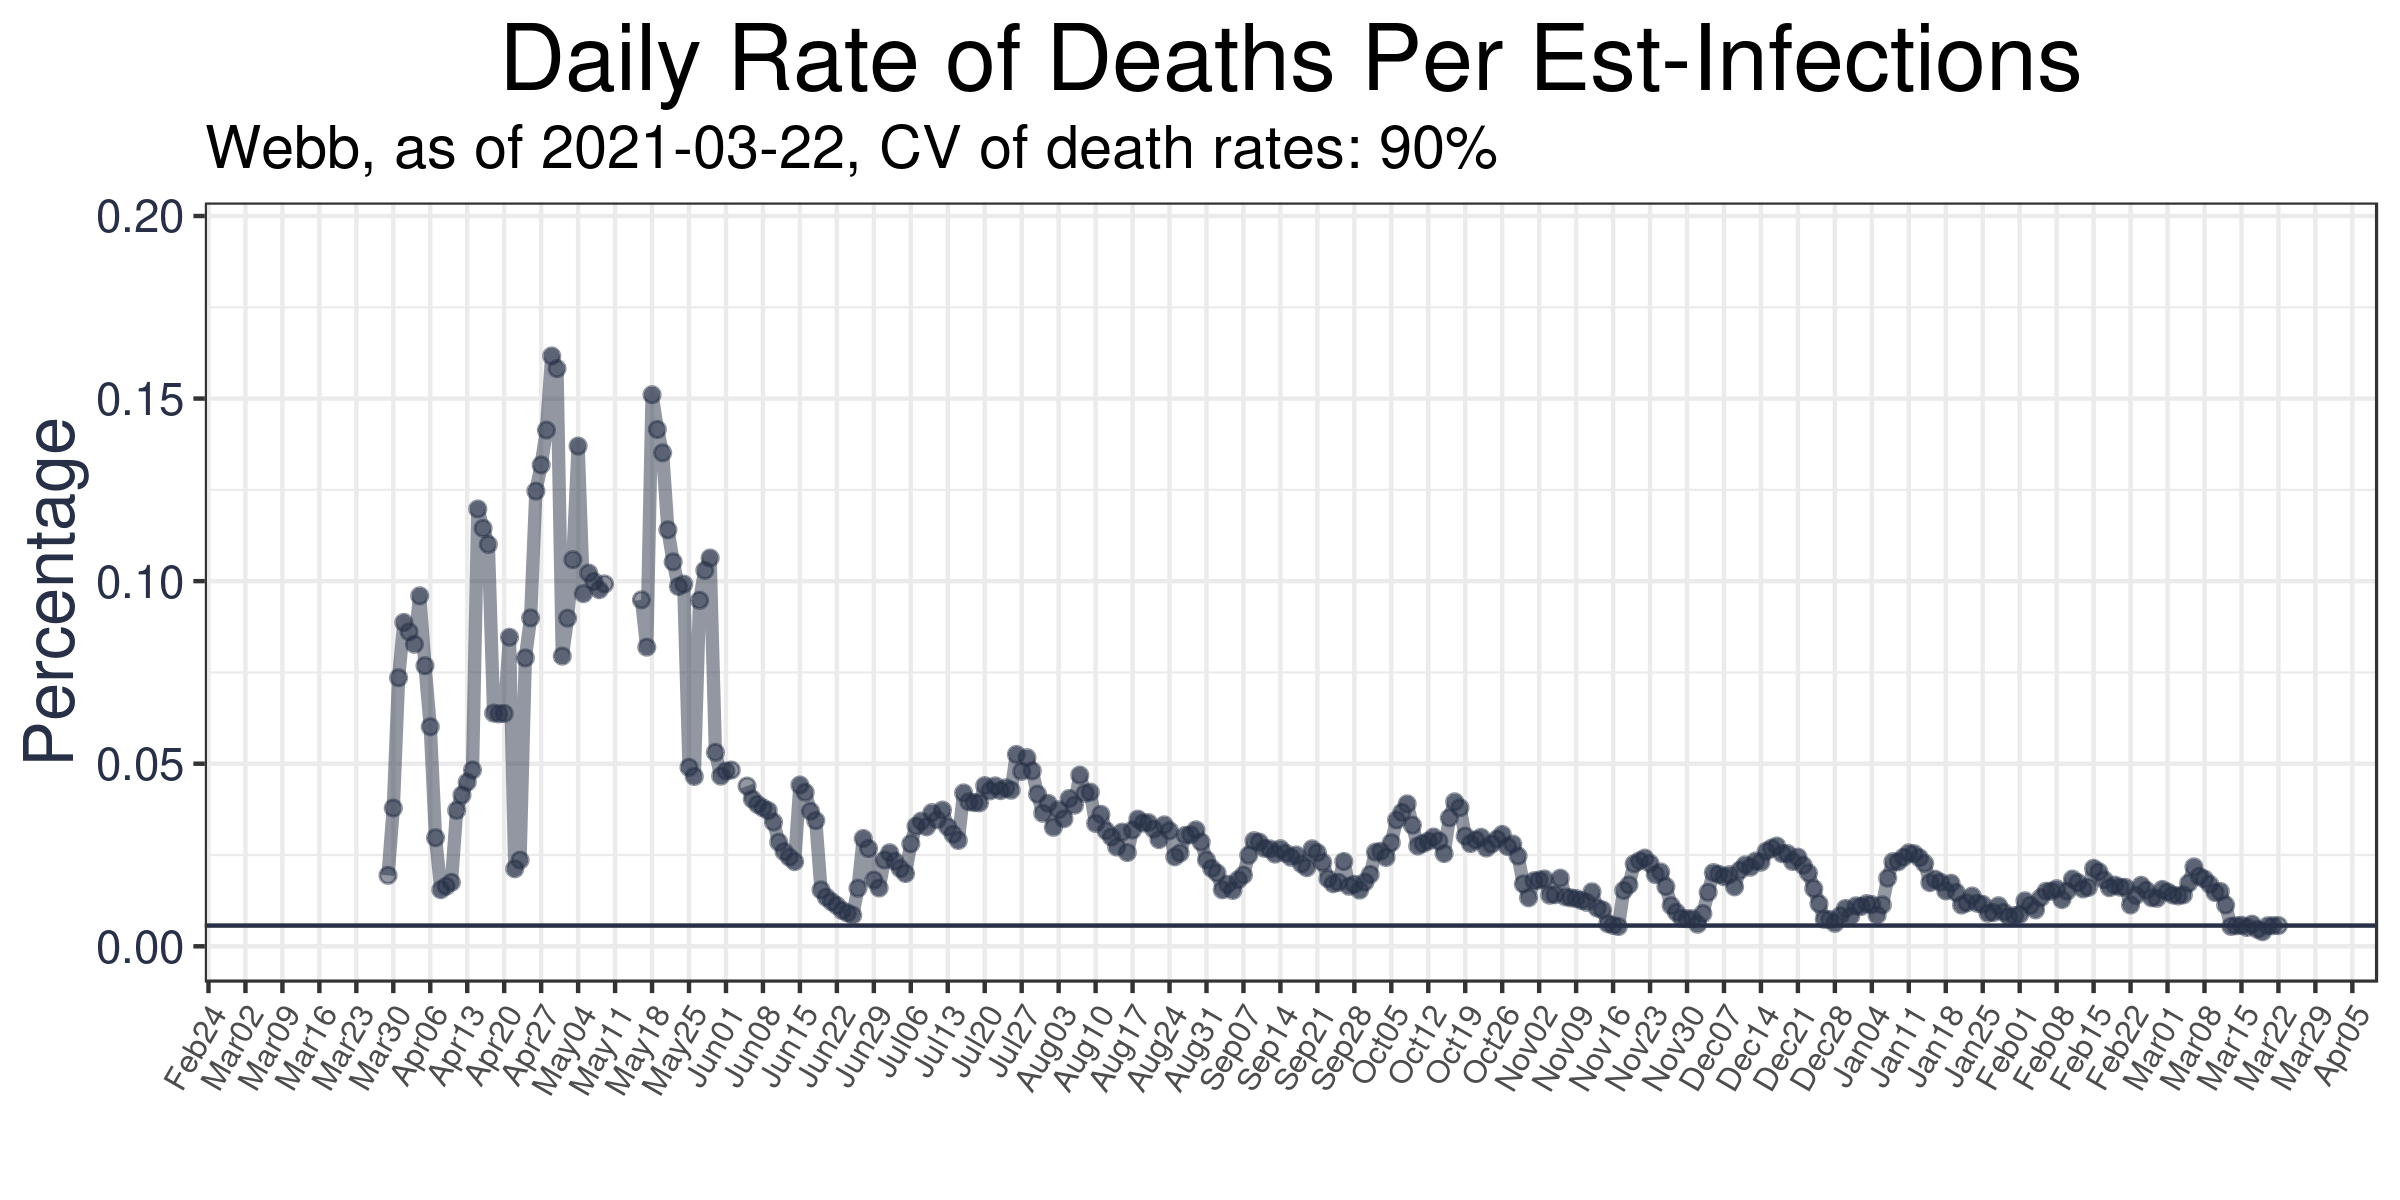 Daily Rate of Deaths Per Est-Infections
Webb, as of 2021-03-22, CV of death rates: 90%
Percentage
0.20
0.15
0.10
0.05
0.00
Feb24
Mar02
Mar09
Mar16
Mar23
Mar30
Apr06
Apr13
Apr20
Apr27
May04
May11
May18
May25
Jun01
Jun08
Jun15
Jun22
Jun29
Jul06
Jul13
Jul20
Jul27
Aug03
Aug10
Aug17
Aug24
Aug31
Sep07
Sep14
Sep21
Sep28
Oct05
Oct12
Oct19
Oct26
Nov02
Nov09
Nov16
Nov23
Nov30
Dec07
Dec14
Dec21
Dec28
Jan04
Jan11
Jan18
Jan25
Feb01
Feb08
Feb15
Feb22
Mar01
Mar08
Mar15
Mar22
Mar29
Apr05